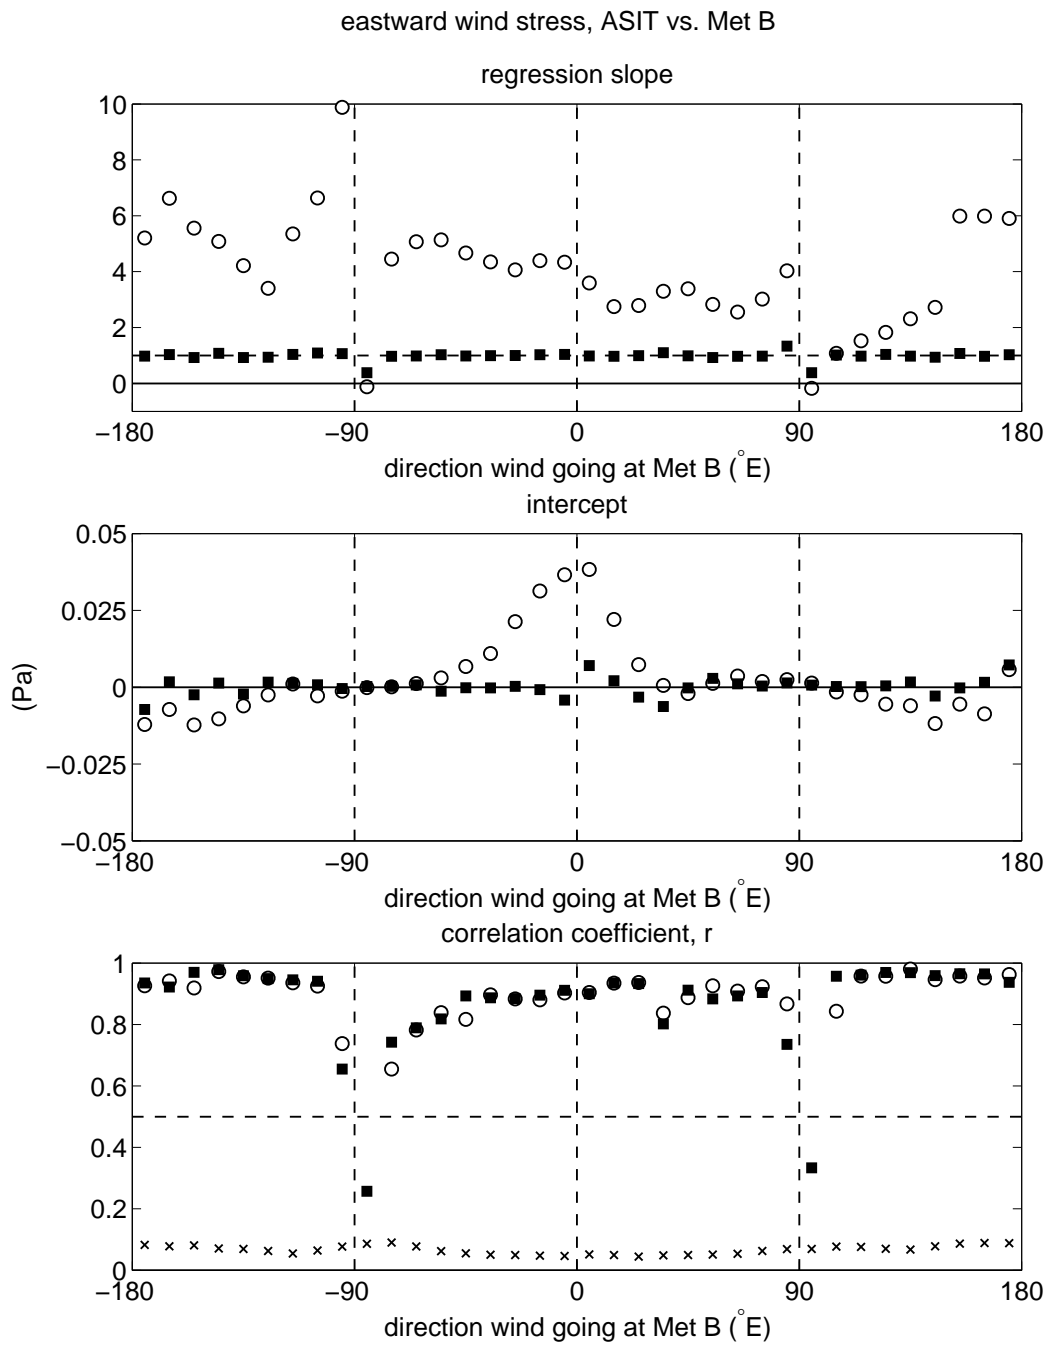 eastward wind stress, ASIT vs. Met B
regression slope
10
8
6
4
2
0
−180 −90 0 90 180
direction wind going at Met B (°E)
intercept
0.05
0.025
0
−0.025
−0.05
(Pa)
−180 −90 0 90 180
direction wind going at Met B (°E)
correlation coefficient, r
1
0.8
0.6
0.4
0.2
0
−180 −90 0 90 180
direction wind going at Met B (°E)